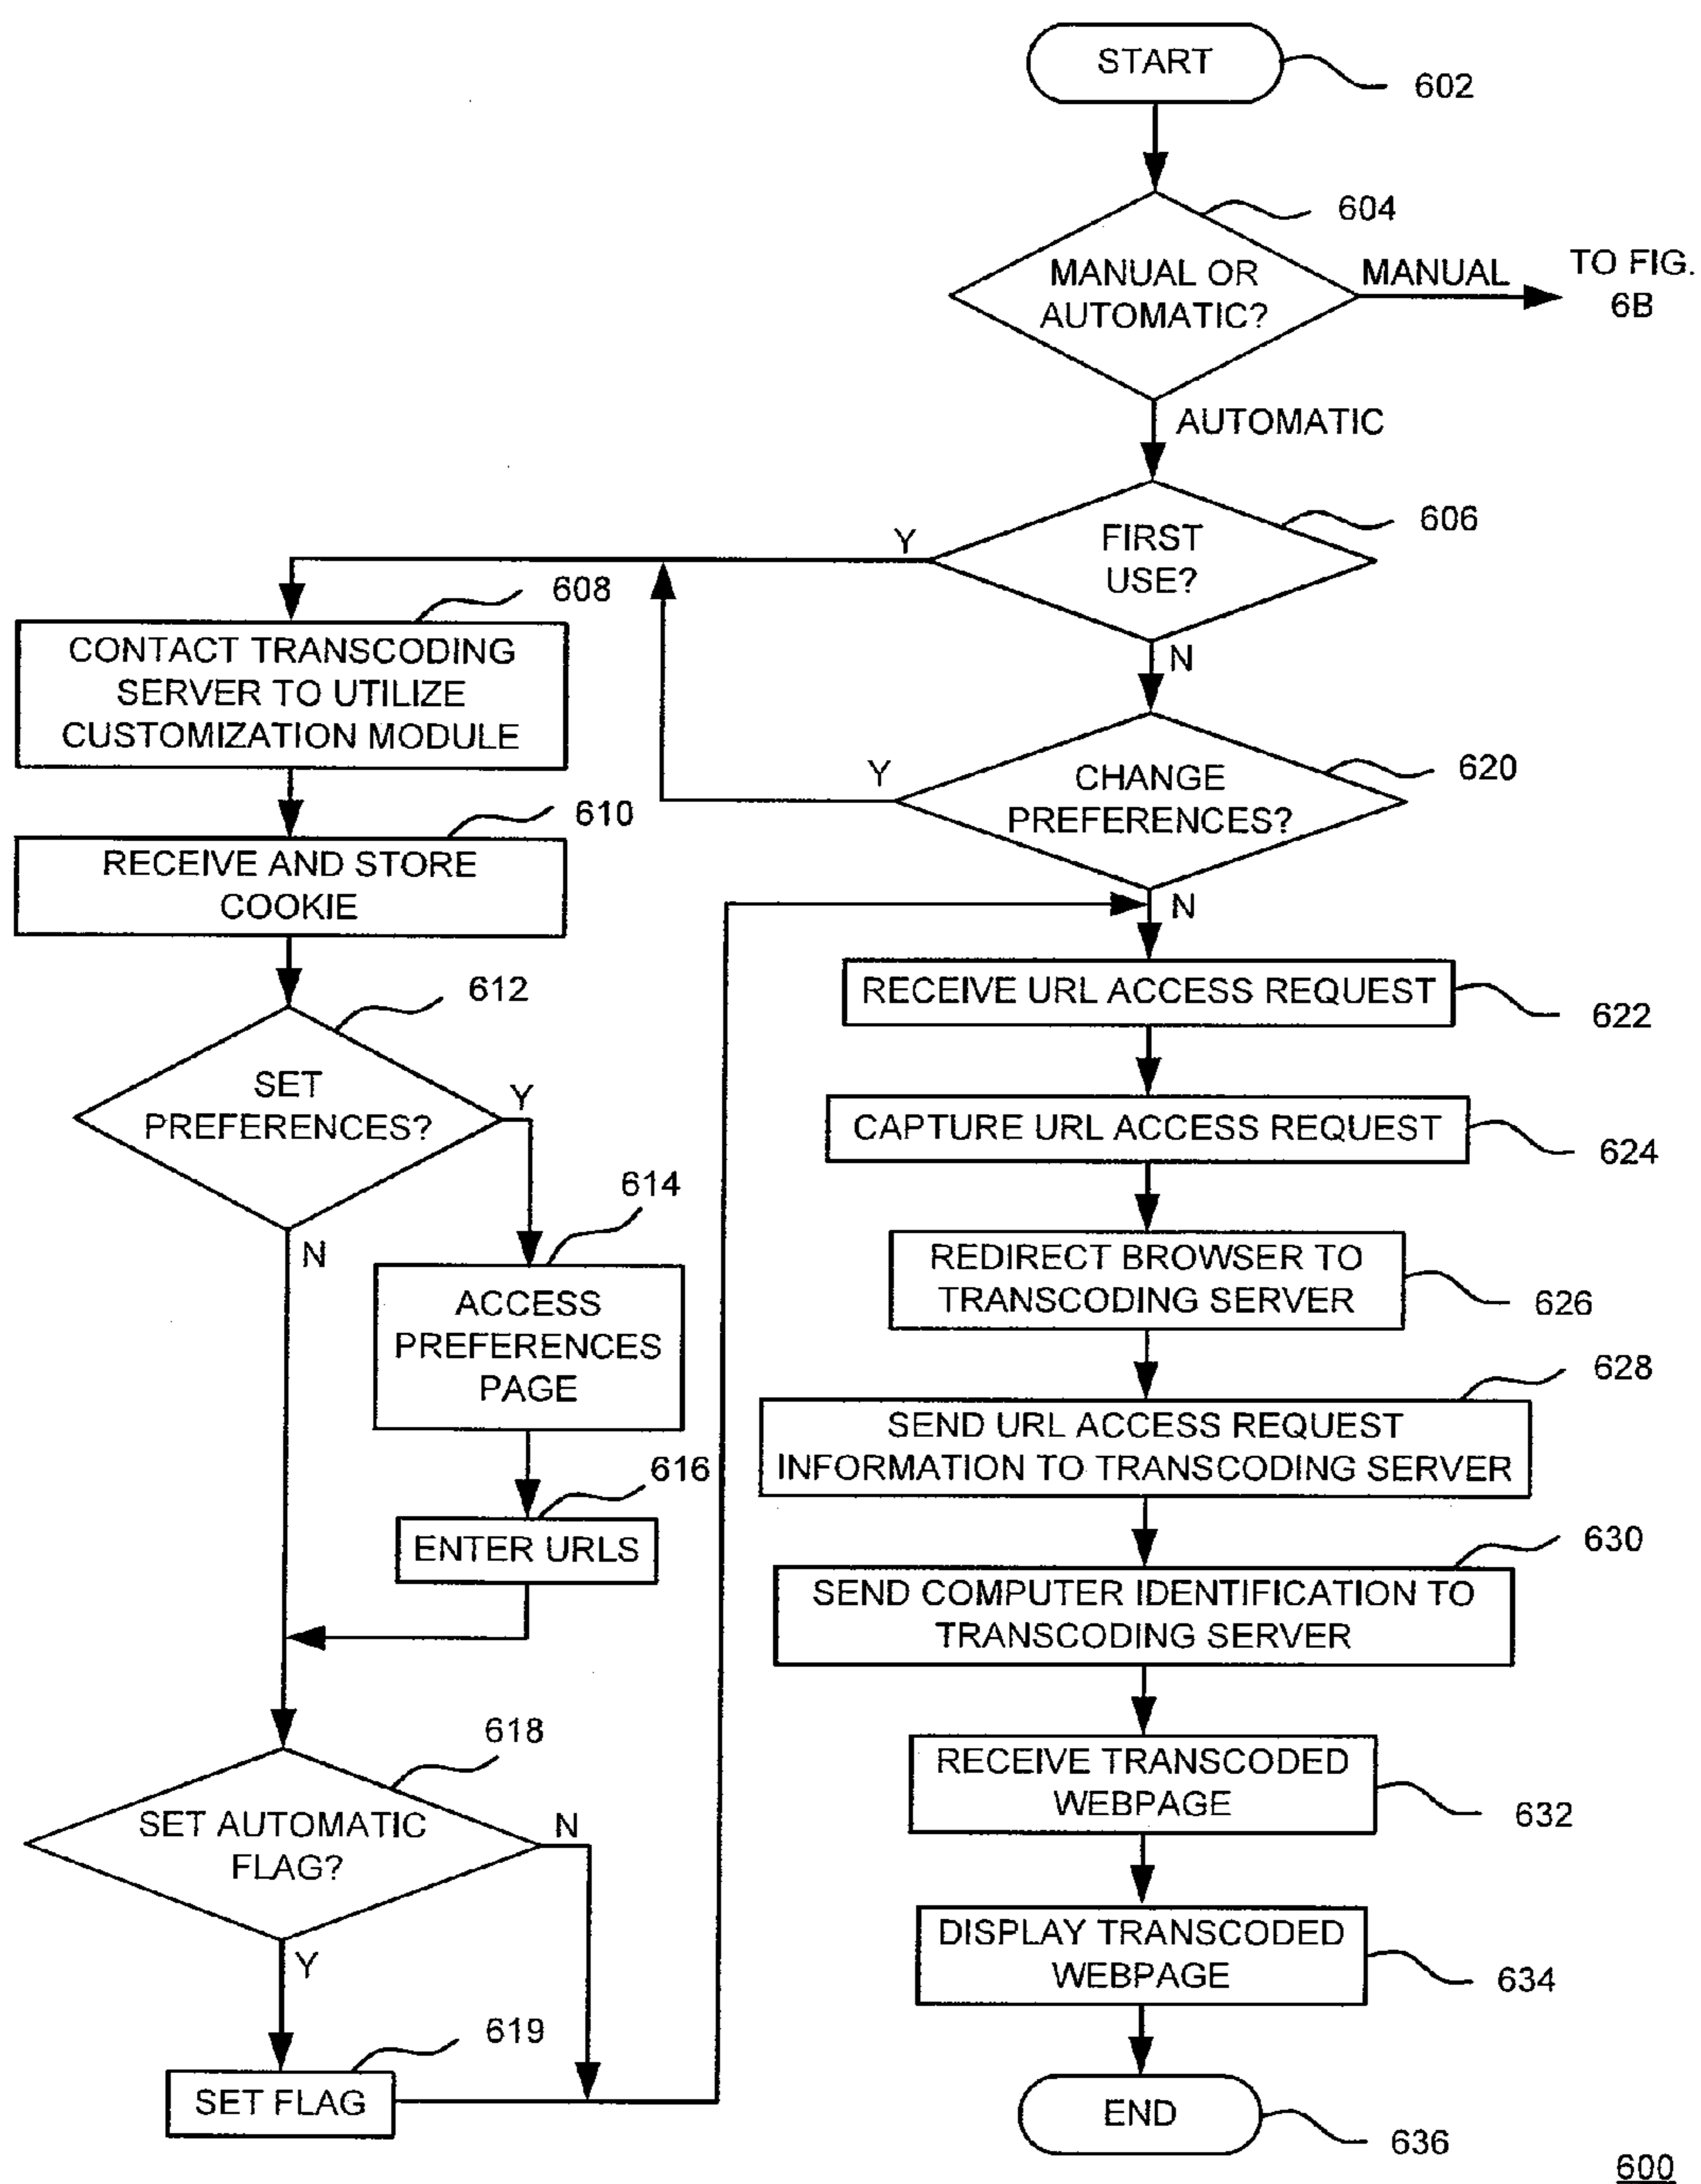 START
602
604
MANUAL OR
AUTOMATIC?
MANUAL
TO FIG.
6B
AUTOMATIC
606
FIRST
USE?
Y
N
608
CONTACT TRANSCODING
SERVER TO UTILIZE
CUSTOMIZATION MODULE
620
CHANGE
PREFERENCES?
Y
N
610
RECEIVE AND STORE
COOKIE
612
SET
PREFERENCES?
Y
N
614
ACCESS
PREFERENCES
PAGE
616
ENTER URLS
618
SET AUTOMATIC
FLAG?
N
Y
619
SET FLAG
RECEIVE URL ACCESS REQUEST
622
CAPTURE URL ACCESS REQUEST
624
REDIRECT BROWSER TO
TRANSCODING SERVER
626
628
SEND URL ACCESS REQUEST
INFORMATION TO TRANSCODING SERVER
630
SEND COMPUTER IDENTIFICATION TO
TRANSCODING SERVER
RECEIVE TRANSCODED
WEBPAGE
632
DISPLAY TRANSCODED
WEBPAGE
634
END
636
600